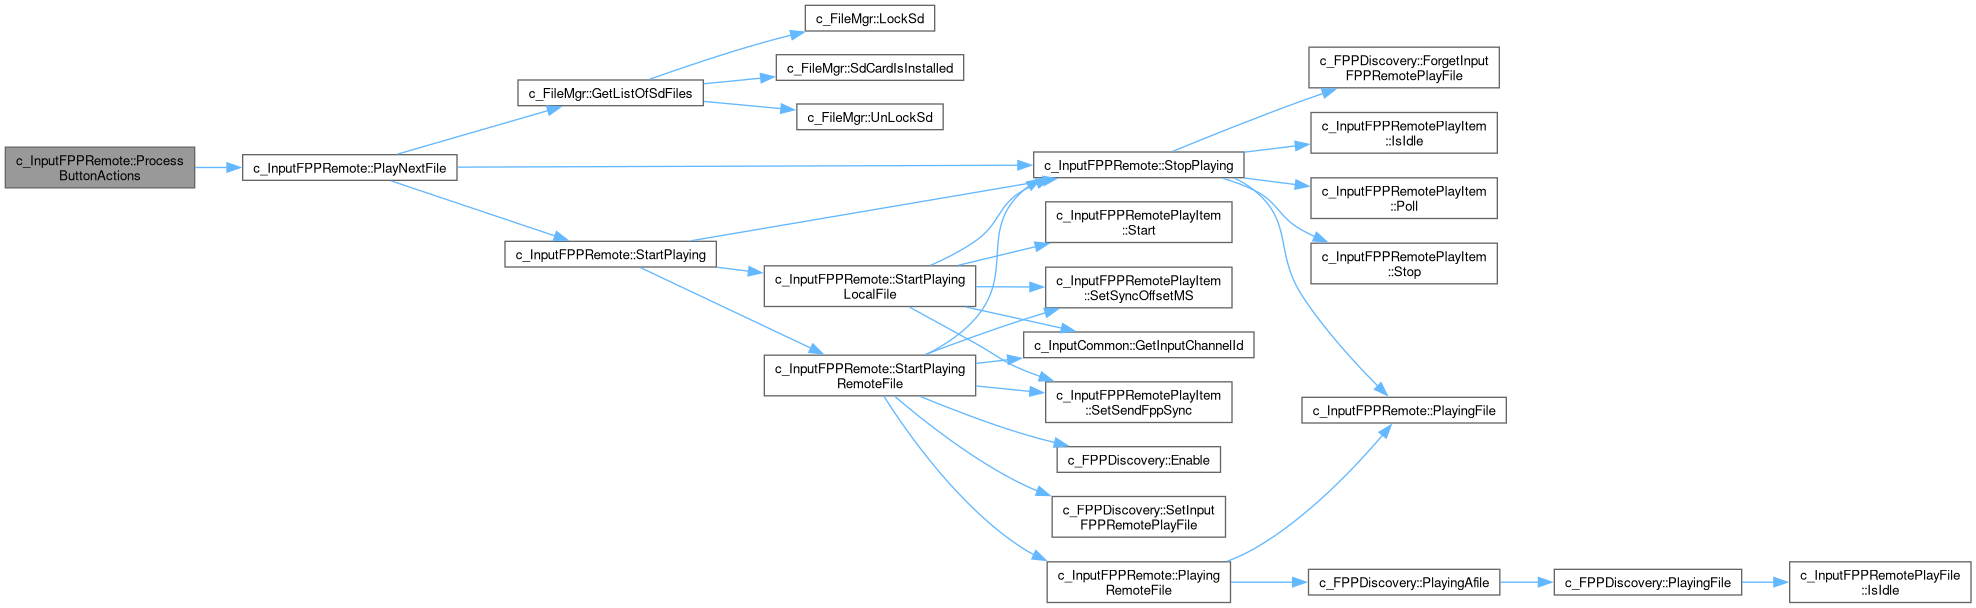 c_InputFPPRemote::Process
ButtonActions
c_InputFPPRemote::PlayNextFile
c_FileMgr::GetListOfSdFiles
c_FileMgr::LockSd
c_FileMgr::SdCardIsInstalled
c_FileMgr::UnLockSd
c_InputFPPRemote::StopPlaying
c_FPPDiscovery::ForgetInput
FPPRemotePlayFile
c_InputFPPRemotePlayItem
::IsIdle
c_InputFPPRemotePlayItem
::Poll
c_InputFPPRemotePlayItem
::Stop
c_InputFPPRemote::PlayingFile
c_InputFPPRemote::StartPlaying
c_InputFPPRemote::StartPlaying
LocalFile
c_InputFPPRemotePlayItem
::Start
c_InputFPPRemotePlayItem
::SetSyncOffsetMS
c_InputCommon::GetInputChannelId
c_InputFPPRemotePlayItem
::SetSendFppSync
c_InputFPPRemote::StartPlaying
RemoteFile
c_FPPDiscovery::Enable
c_FPPDiscovery::SetInput
FPPRemotePlayFile
c_InputFPPRemote::Playing
RemoteFile
c_FPPDiscovery::PlayingAfile
c_FPPDiscovery::PlayingFile
c_InputFPPRemotePlayFile
::IsIdle